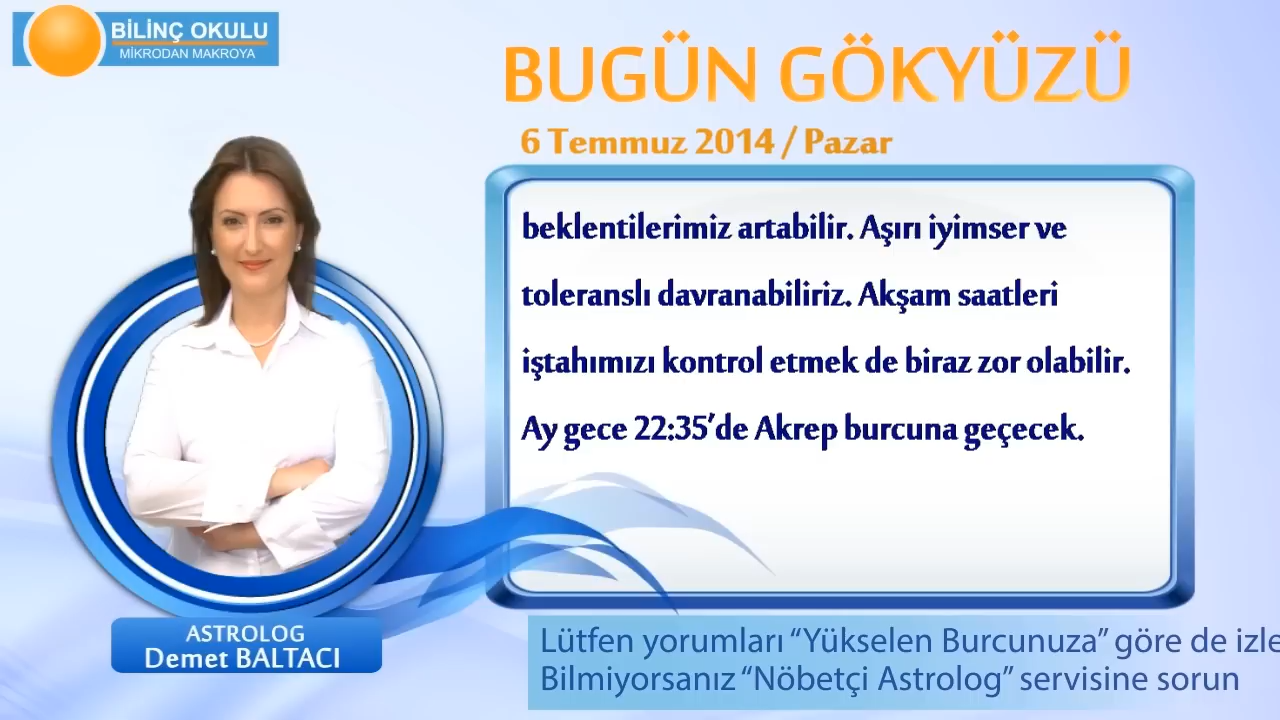 BİLİNÇ OKULU
MİKRODAN MAKROYA
BUGÜN GÖKYÜZÜ
6 Temmuz 2014 / Pazar
beklentilerimiz artabilir. Aşırı iyimser ve
toleranslı davranabiliriz. Akşam saatleri
iştahımızı kontrol etmek de biraz zor olabilir.
Ay gece 22:35'de Akrep burcuna geçecek.
ASTROLOG
Demet BALTACI
Lütfen yorumları “Yükselen Burcunuza” göre de izle
Bilmiyorsanız “Nöbetçi Astrolog” servisine sorun